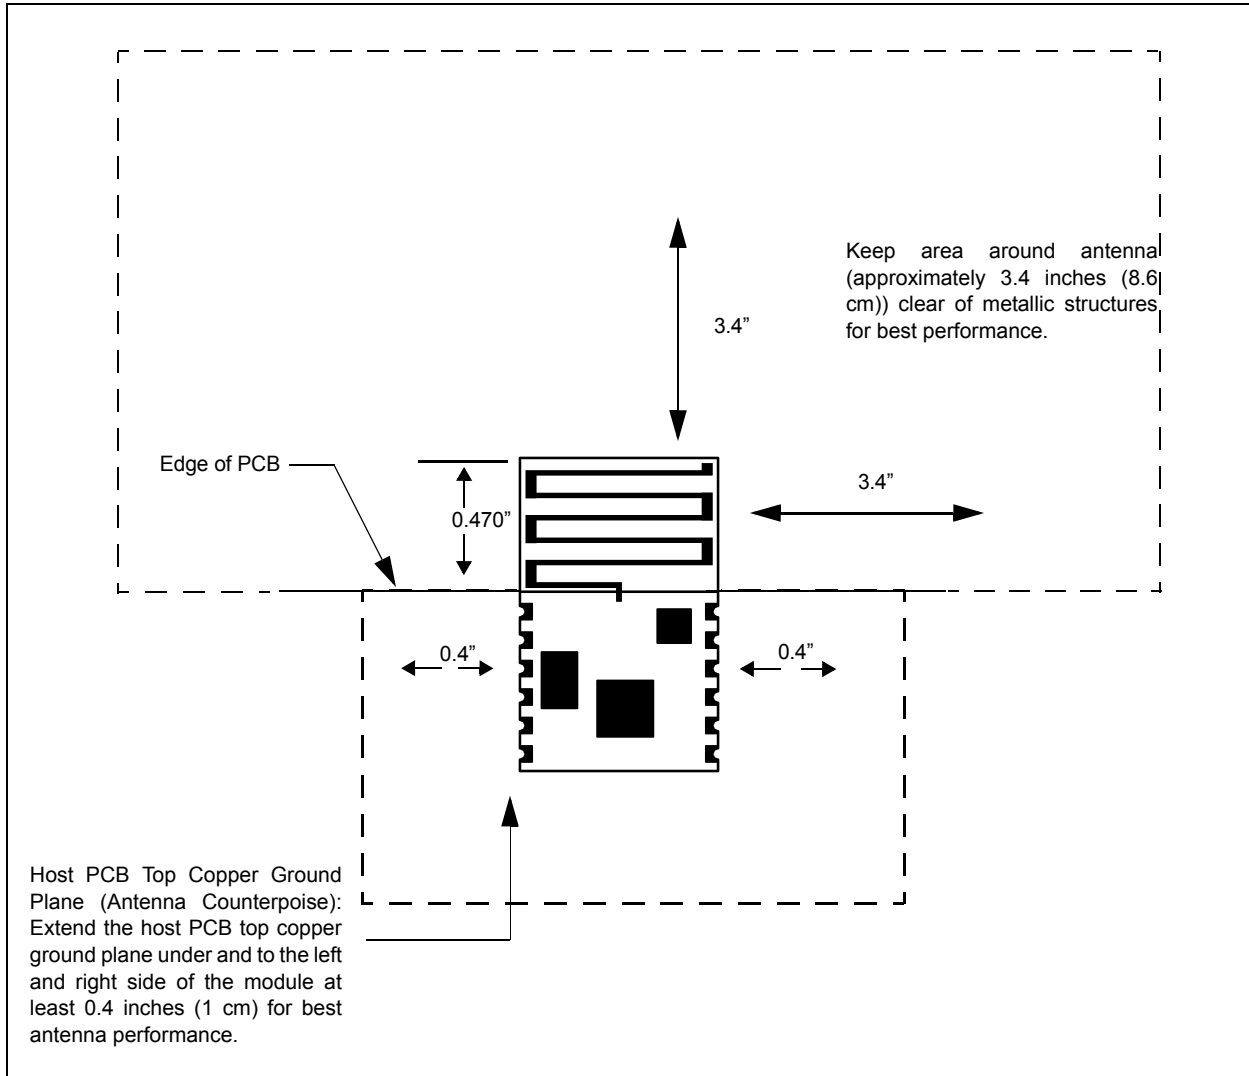 Keep area around antenna
(approximately 3.4 inches (8.6
cm)) clear of metallic structures
for best performance.
3.4”
Edge of PCB
0.470”
3.4”
0.4”
0.4”
Host PCB Top Copper Ground
Plane (Antenna Counterpoise):
Extend the host PCB top copper
ground plane under and to the left
and right side of the module at
least 0.4 inches (1 cm) for best
antenna performance.